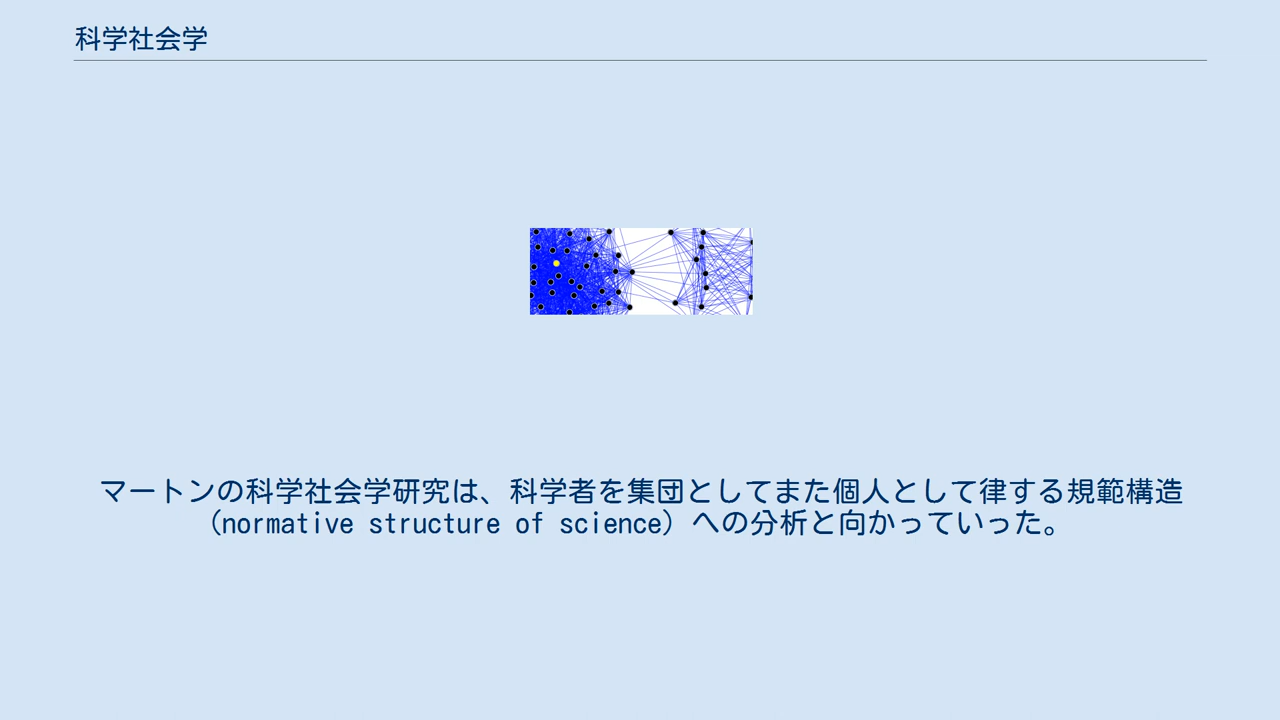 科学社会学
マートンの科学社会学研究は、科学者を集団としてまた個人として律する規範構造
（normative structure of science）への分析と向かっていった。